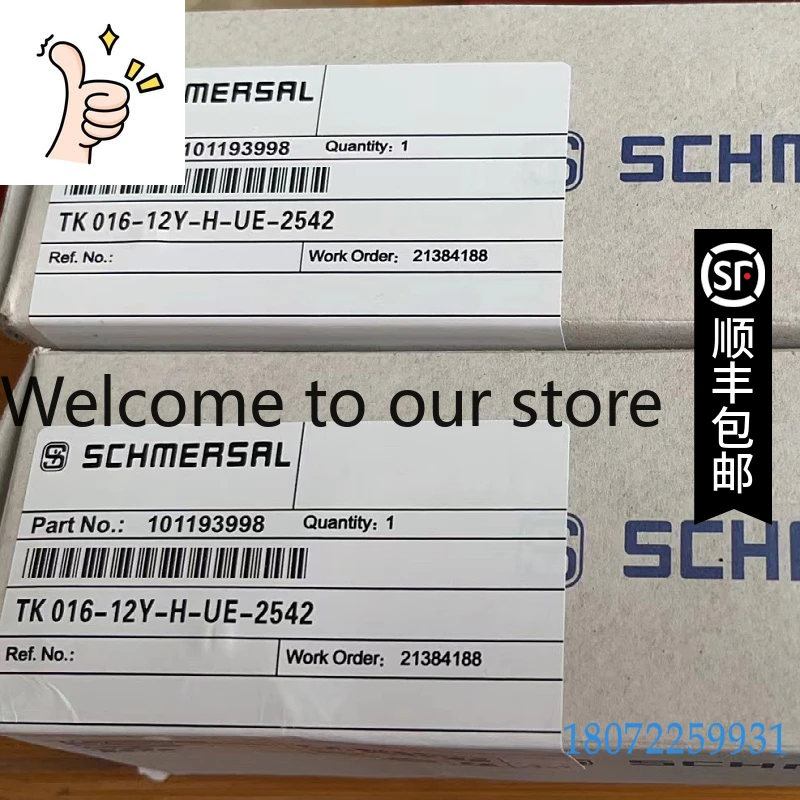 MERSAL
101193998 Quantity: 1
TK 016-12Y-H-UE-2542
Ref. No.: Work Order: 21384188
SCHM
SF
顺丰包邮
Welcome to our store
SCHMERSAL
Part No.: 101193998 Quantity: 1
TK 016-12Y-H-UE-2542
Ref. No.: Work Order: 21384188
SCH
18072259931
SCHMERSAL